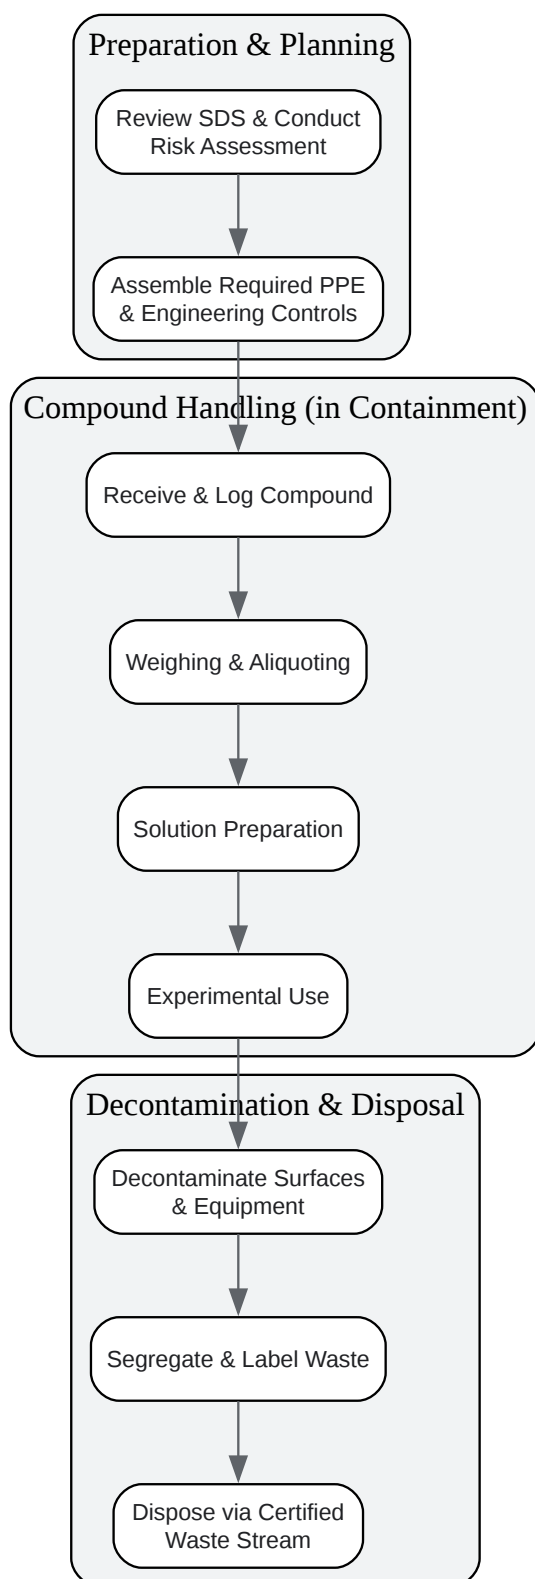 Preparation & Planning
Review SDS & Conduct
Risk Assessment
Assemble Required PPE
& Engineering Controls
Compound Handling (in Containment)
Receive & Log Compound
Weighing & Aliquoting
Solution Preparation
Experimental Use
Decontamination & Disposal
Decontaminate Surfaces
& Equipment
Segregate & Label Waste
Dispose via Certified
Waste Stream